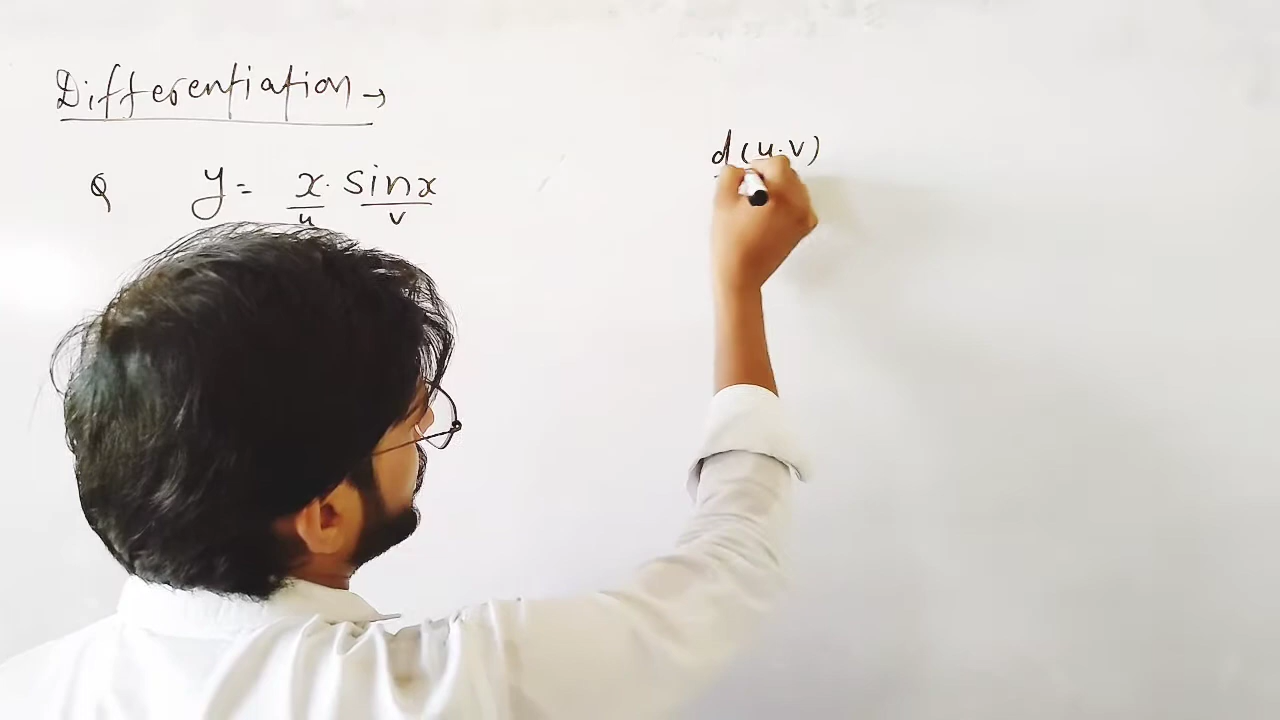 Differentiation →
Q y = x · sinx
u v
d (u·v)